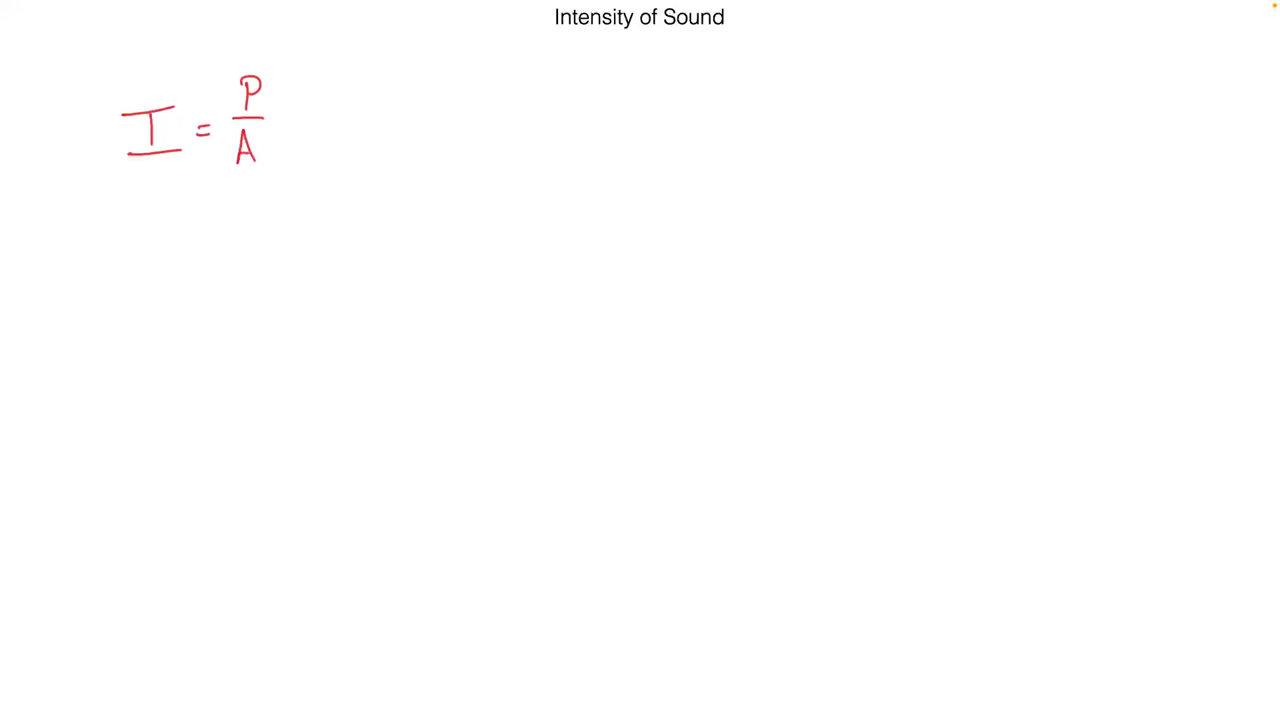 Intensity of Sound
I = P/A